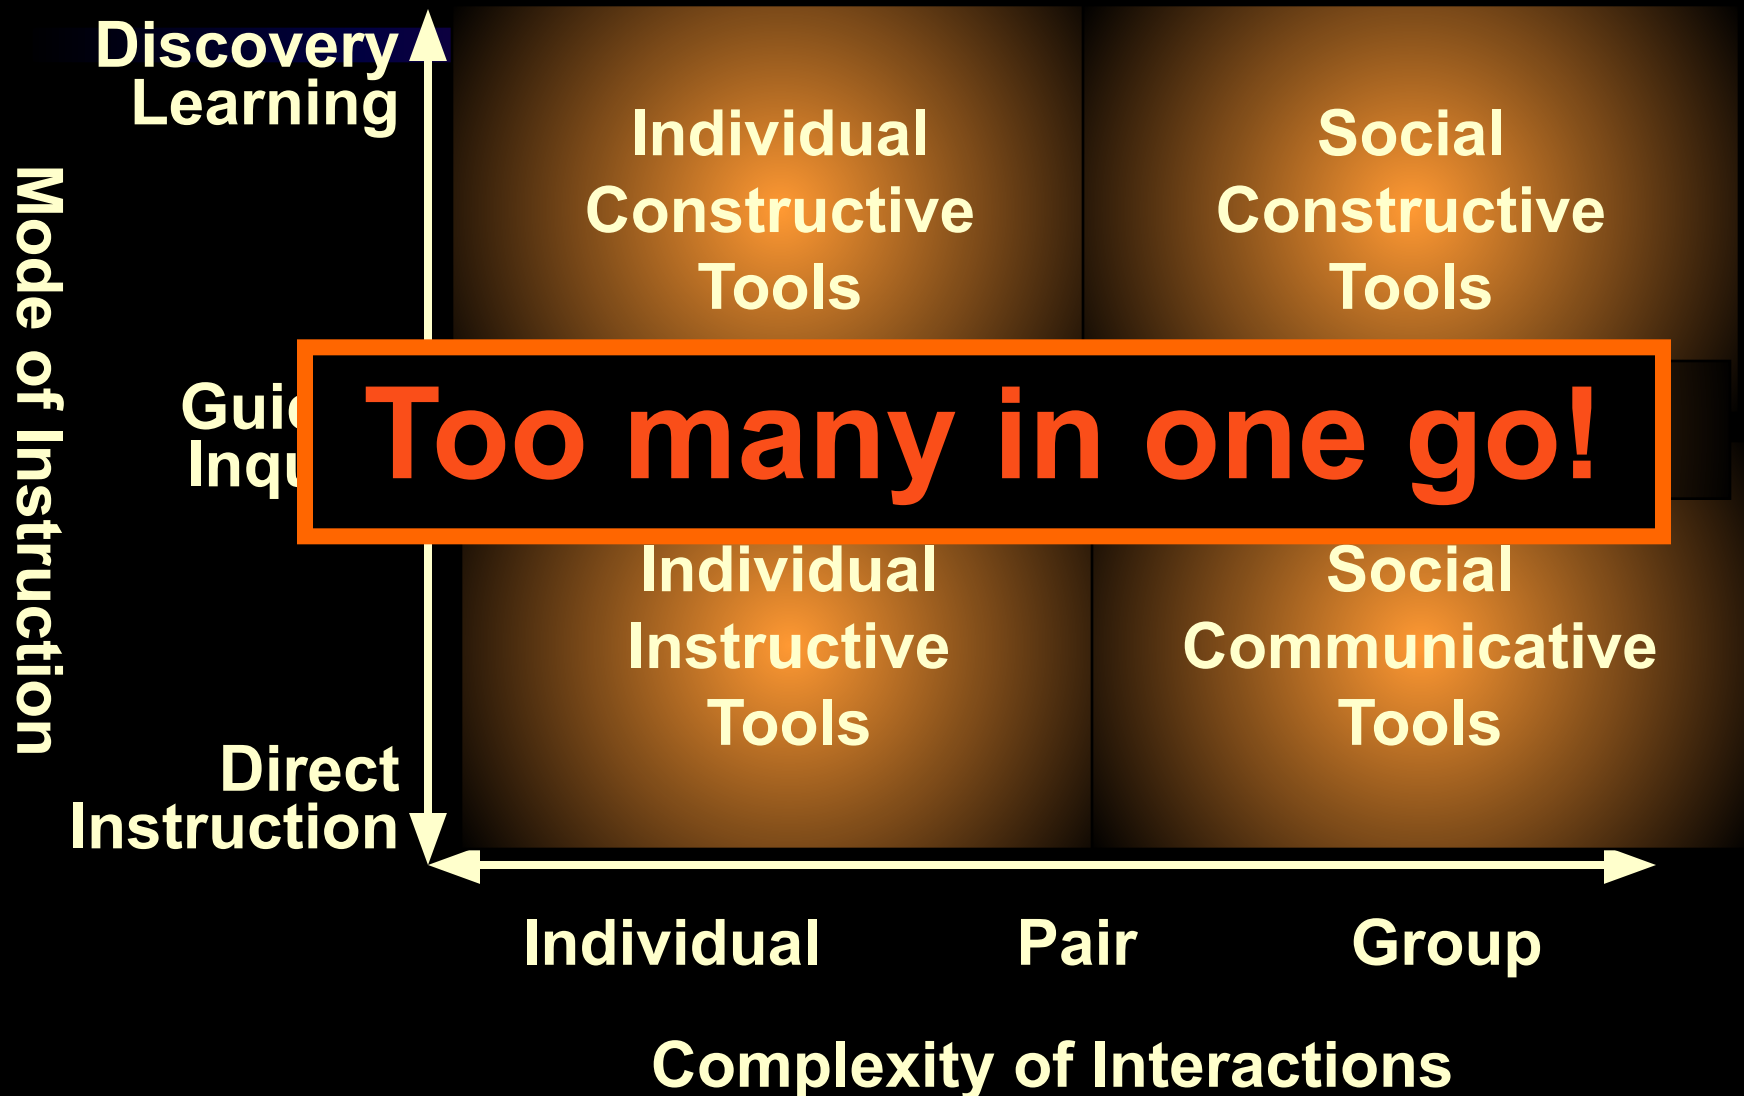 Discovery
Learning
Individual
Constructive
Tools
Social
Constructive
Tools
Mode of Instruction
Too many in one go!
Individual
Instructive
Tools
Social
Communicative
Tools
Direct
Instruction
Individual Pair Group
Complexity of Interactions